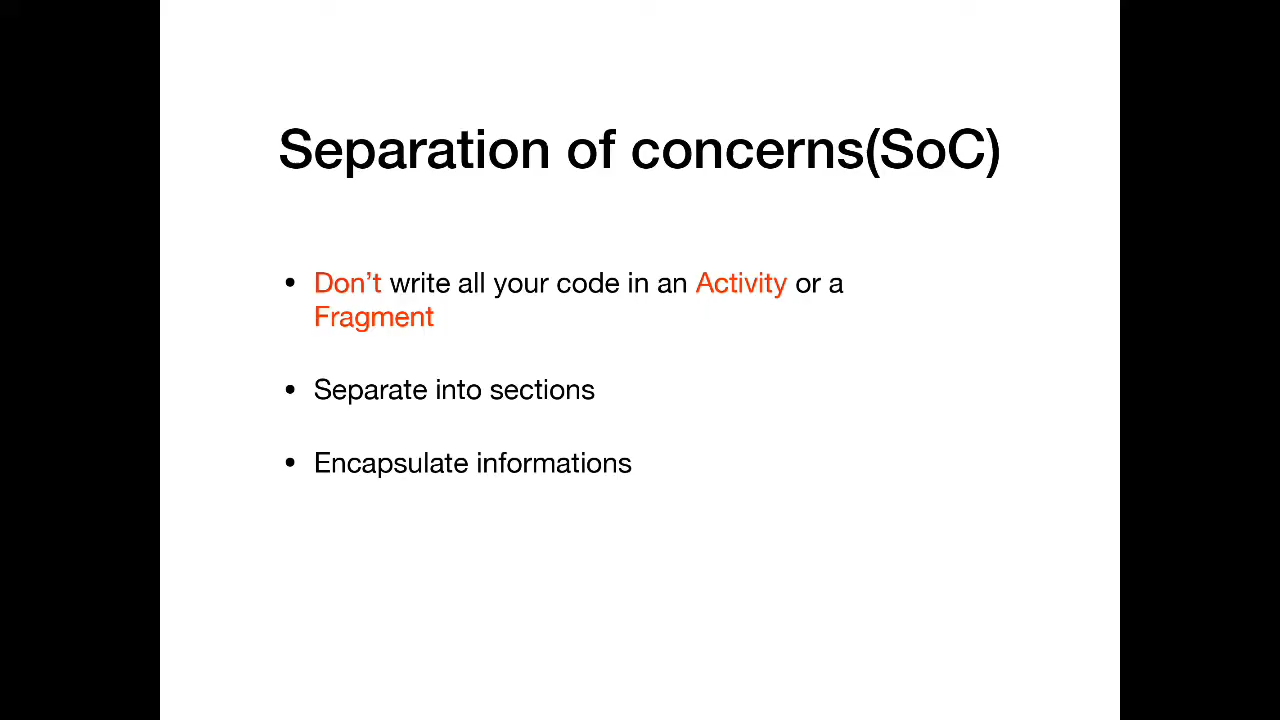 Separation of concerns(SoC)
• Don’t write all your code in an Activity or a
Fragment
• Separate into sections
• Encapsulate informations